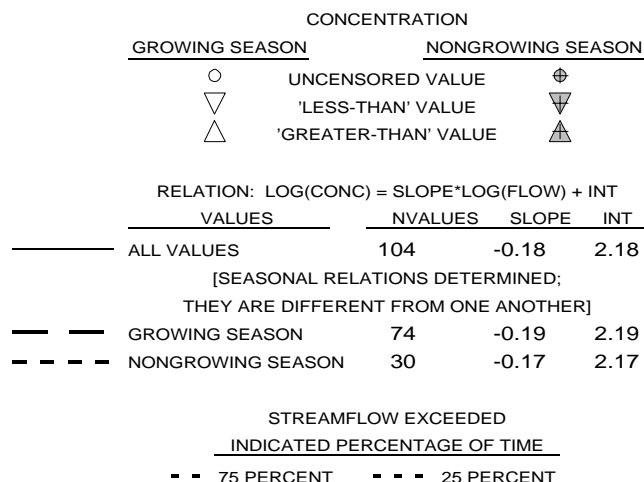 CONCENTRATION
GROWING SEASON NONGROWING SEASON
UNCENSORED VALUE
'LESS-THAN' VALUE
'GREATER-THAN' VALUE
RELATION: LOG(CONC) = SLOPE*LOG(FLOW) + INT
VALUES NVALUES SLOPE INT
ALL VALUES 104 -0.18 2.18
[SEASONAL RELATIONS DETERMINED;
THEY ARE DIFFERENT FROM ONE ANOTHER]
GROWING SEASON 74 -0.19 2.19
NONGROWING SEASON 30 -0.17 2.17
STREAMFLOW EXCEEDED
INDICATED PERCENTAGE OF TIME
75 PERCENT 25 PERCENT